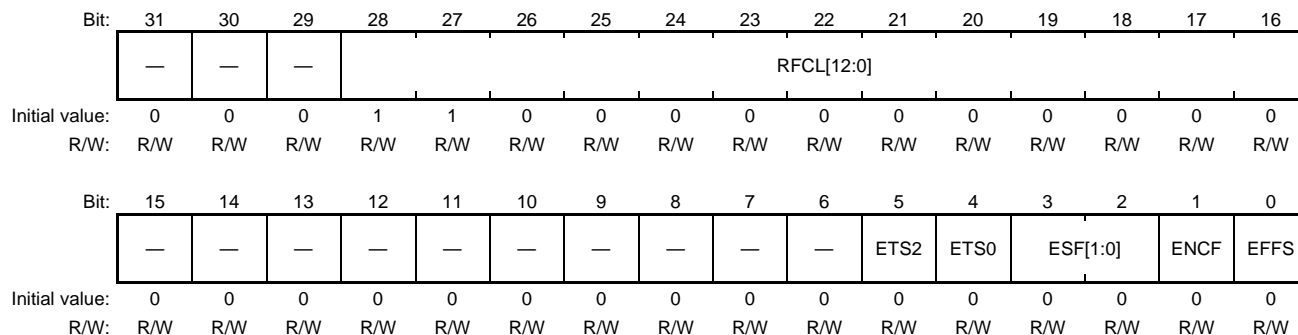 Bit: 31 30 29 28 27 26 25 24 23 22 21 20 19 18 17 16
— — — RFCL[12:0]
Initial value: 0 0 0 1 1 0 0 0 0 0 0 0 0 0 0 0
R/W: R/W R/W R/W R/W R/W R/W R/W R/W R/W R/W R/W R/W R/W R/W R/W R/W
Bit: 15 14 13 12 11 10 9 8 7 6 5 4 3 2 1 0
— — — — — — — — — — ETS2 ETS0 ESF[1:0] ENCF EFFS
Initial value: 0 0 0 0 0 0 0 0 0 0 0 0 0 0 0 0
R/W: R/W R/W R/W R/W R/W R/W R/W R/W R/W R/W R/W R/W R/W R/W R/W R/W